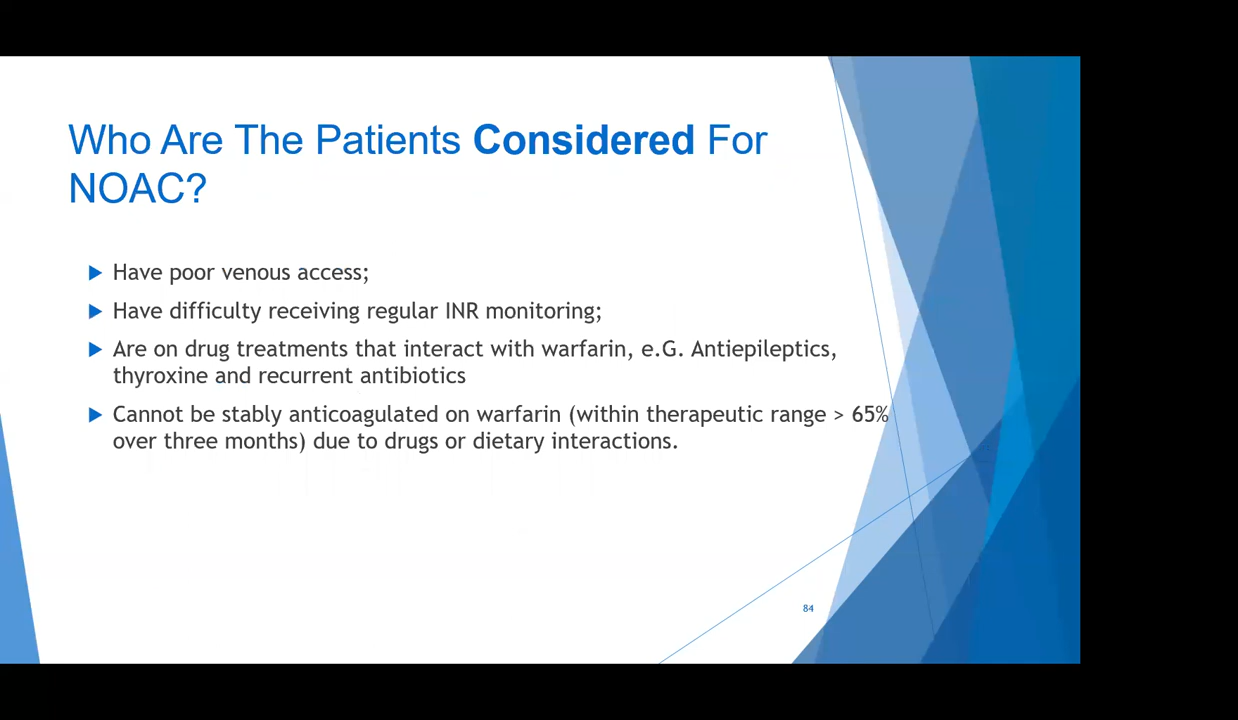 Who Are The Patients Considered For
NOAC?
Have poor venous access;
Have difficulty receiving regular INR monitoring;
Are on drug treatments that interact with warfarin, e.G. Antiepileptics,
thyroxine and recurrent antibiotics
Cannot be stably anticoagulated on warfarin (within therapeutic range > 65%
over three months) due to drugs or dietary interactions.
84